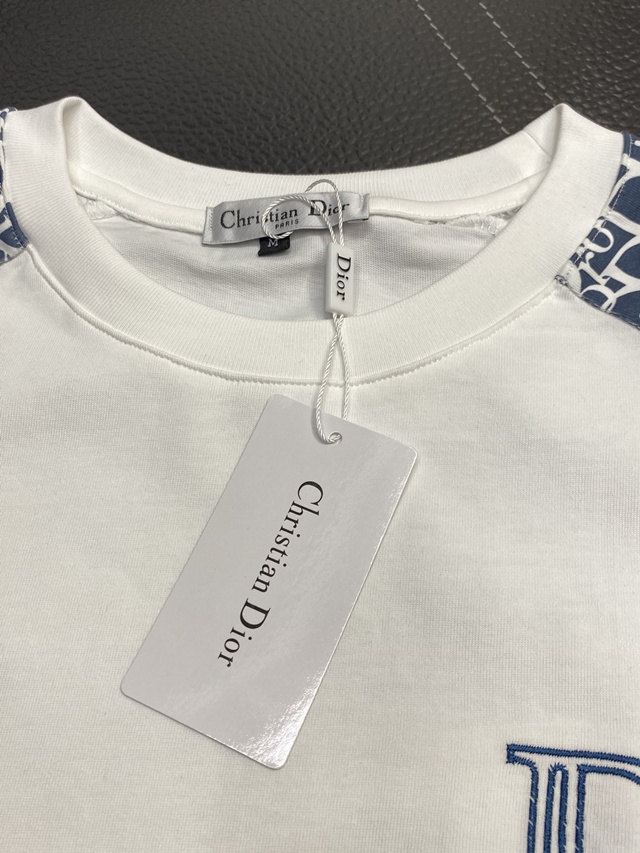 Christian Dior
PARIS
M
Dior
Christian Dior